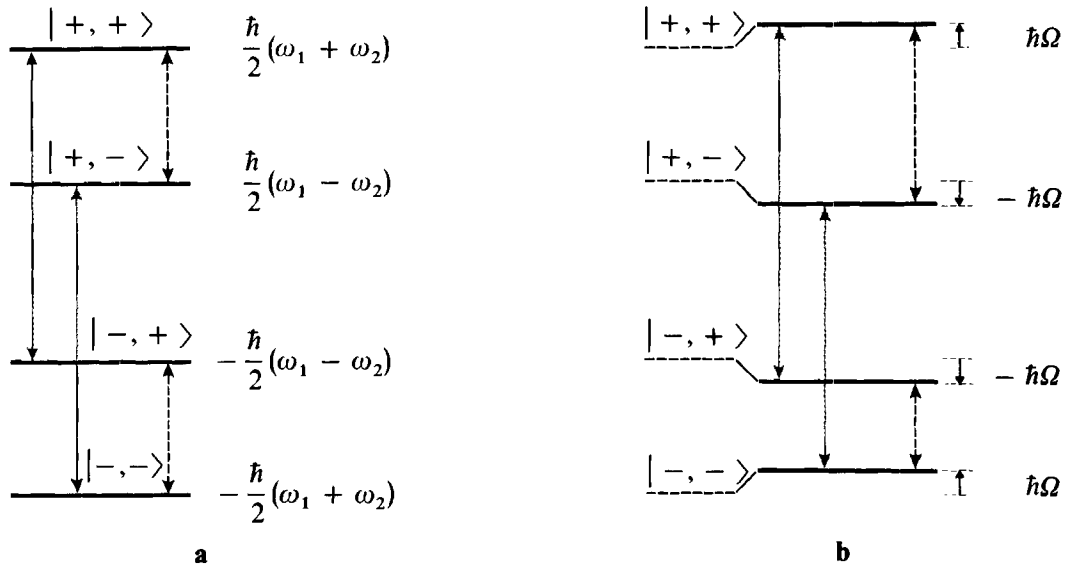 | +, + ⟩ ħ/2 (ω₁ + ω₂)
| +, − ⟩ ħ/2 (ω₁ − ω₂)
| −, + ⟩ − ħ/2 (ω₁ − ω₂)
| −, − ⟩ − ħ/2 (ω₁ + ω₂)
a
| +, + ⟩ ħΩ
| +, − ⟩ − ħΩ
| −, + ⟩ − ħΩ
| −, − ⟩ ħΩ
b